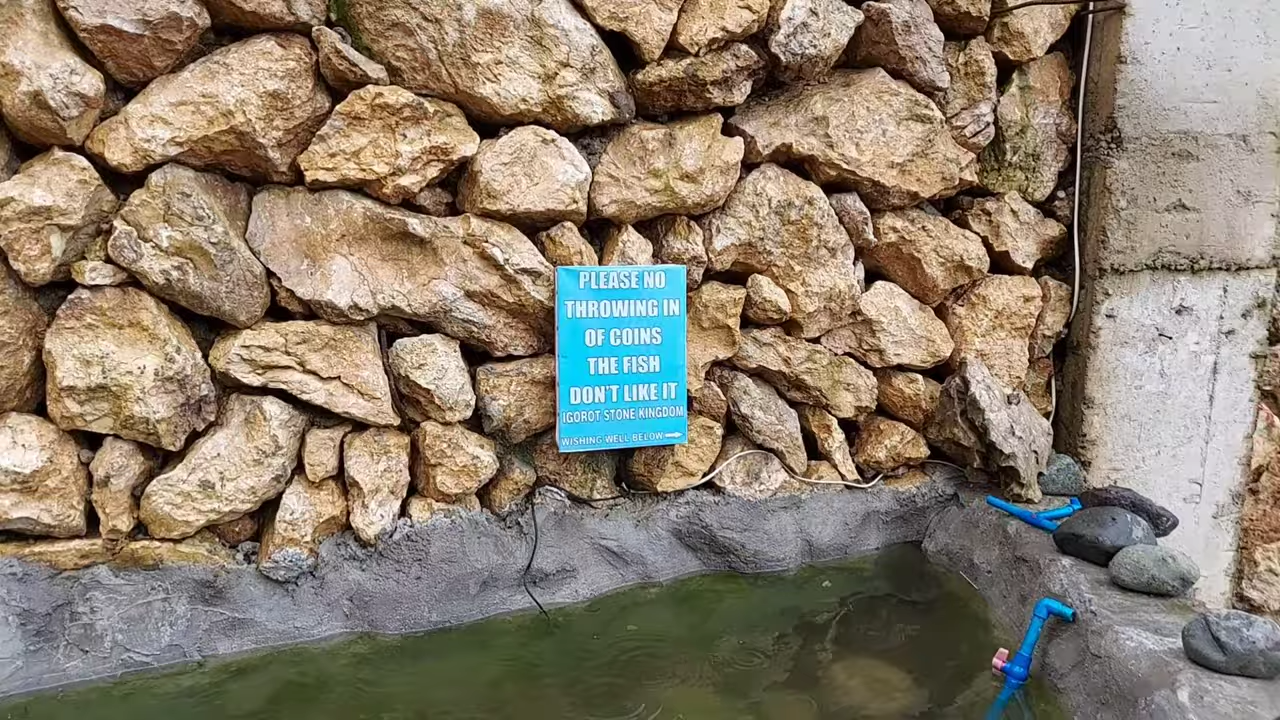 PLEASE NO
THROWING IN
OF COINS
THE FISH
DON'T LIKE IT
IGOROT STONE KINGDOM
WISHING WELL BELOW